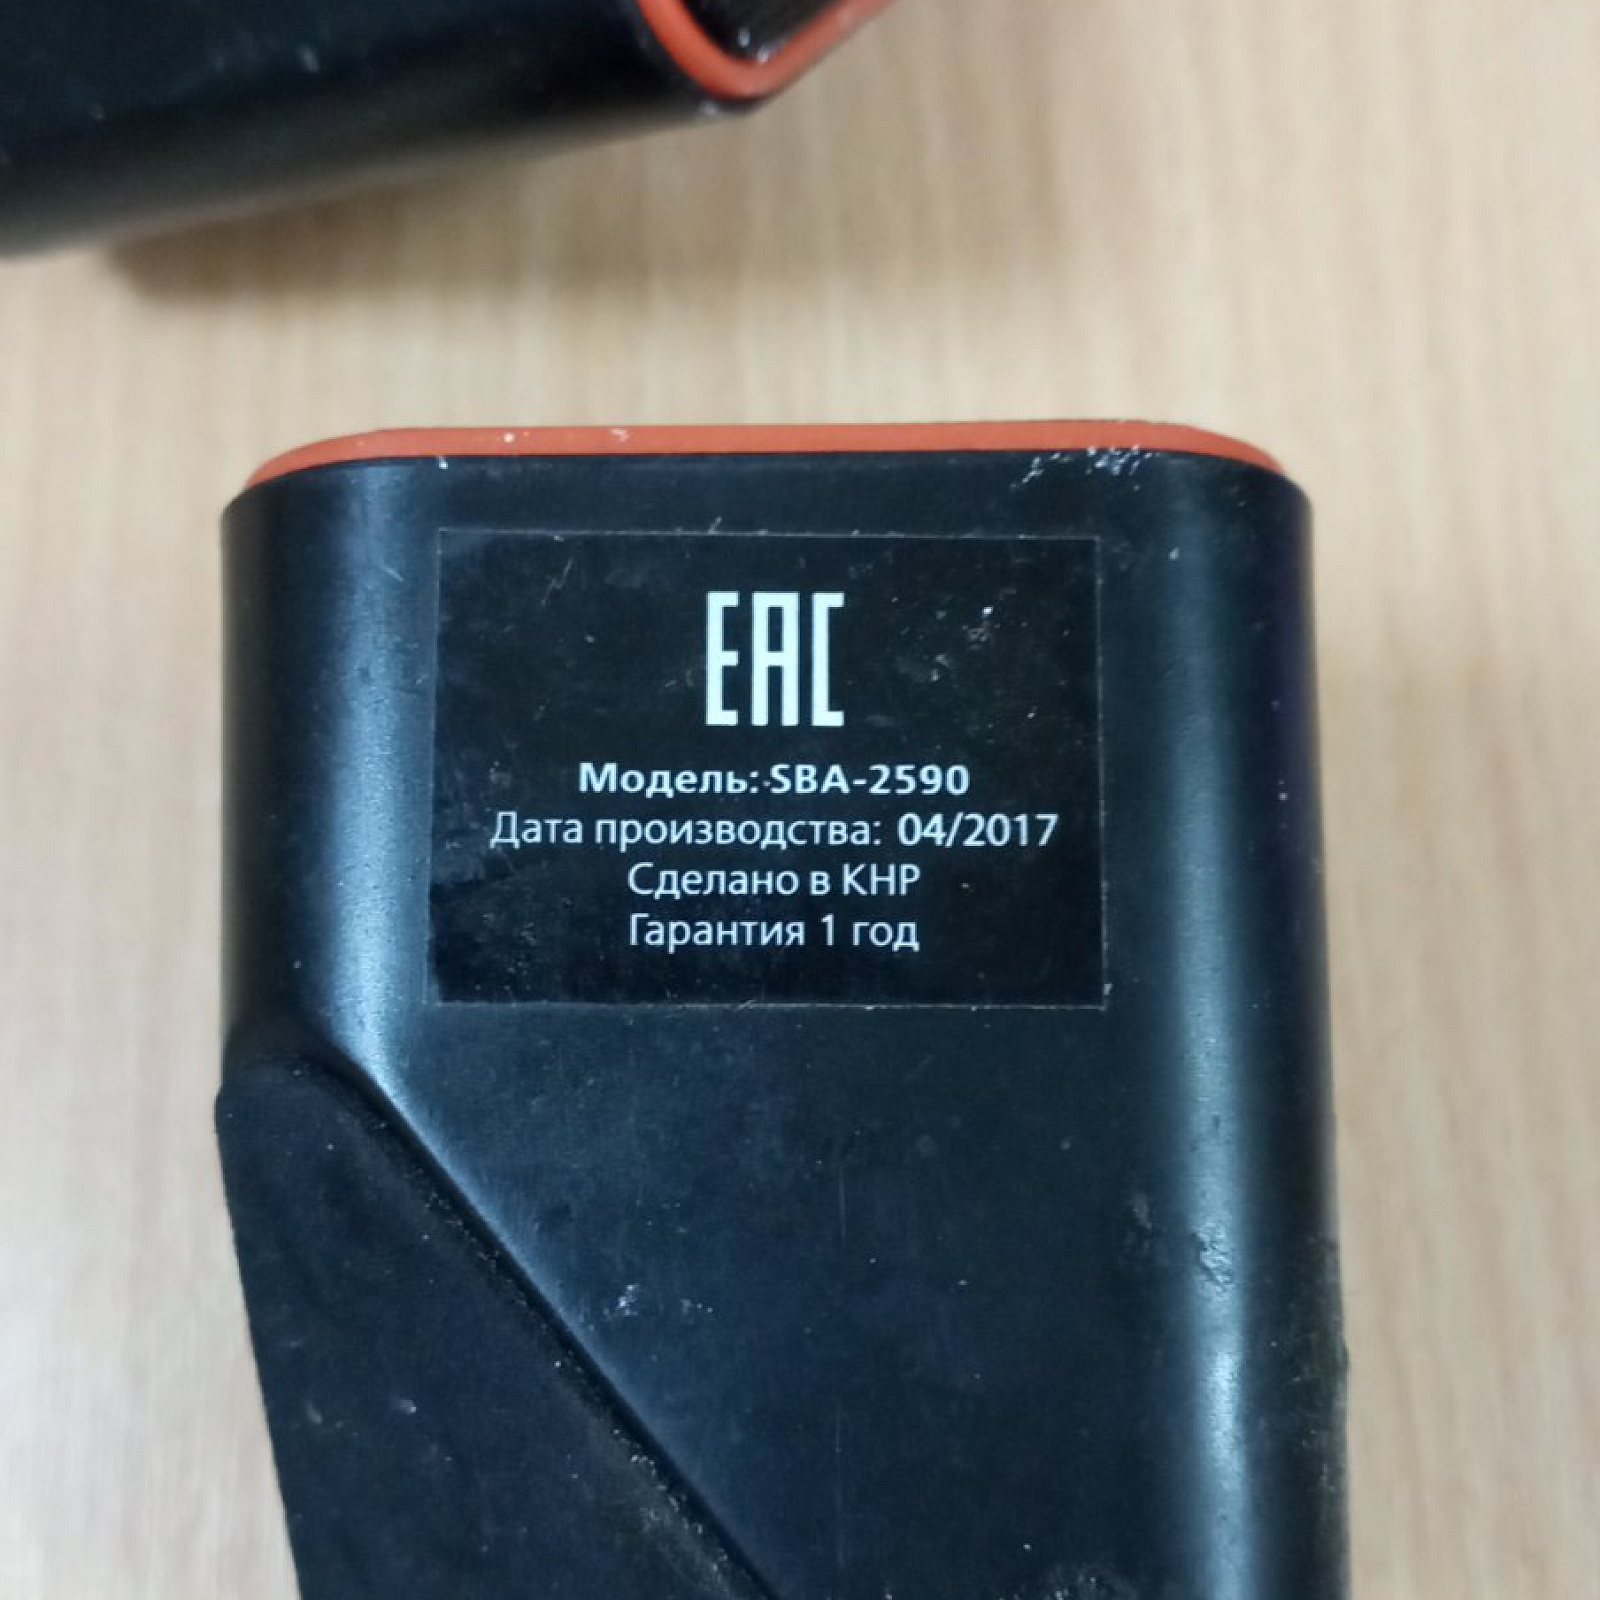 EAC
Модель: SBA-2590
Дата производства: 04/2017
Сделано в КНР
Гарантия 1 год